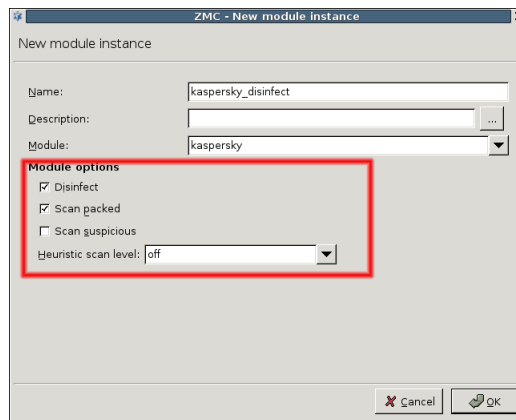 ZMC - New module instance
New module instance
Name: kaspersky_disinfect
Description: ...
Module: kaspersky
Module options
Disinfect
Scan packed
Scan suspicious
Heuristic scan level: off
Cancel OK